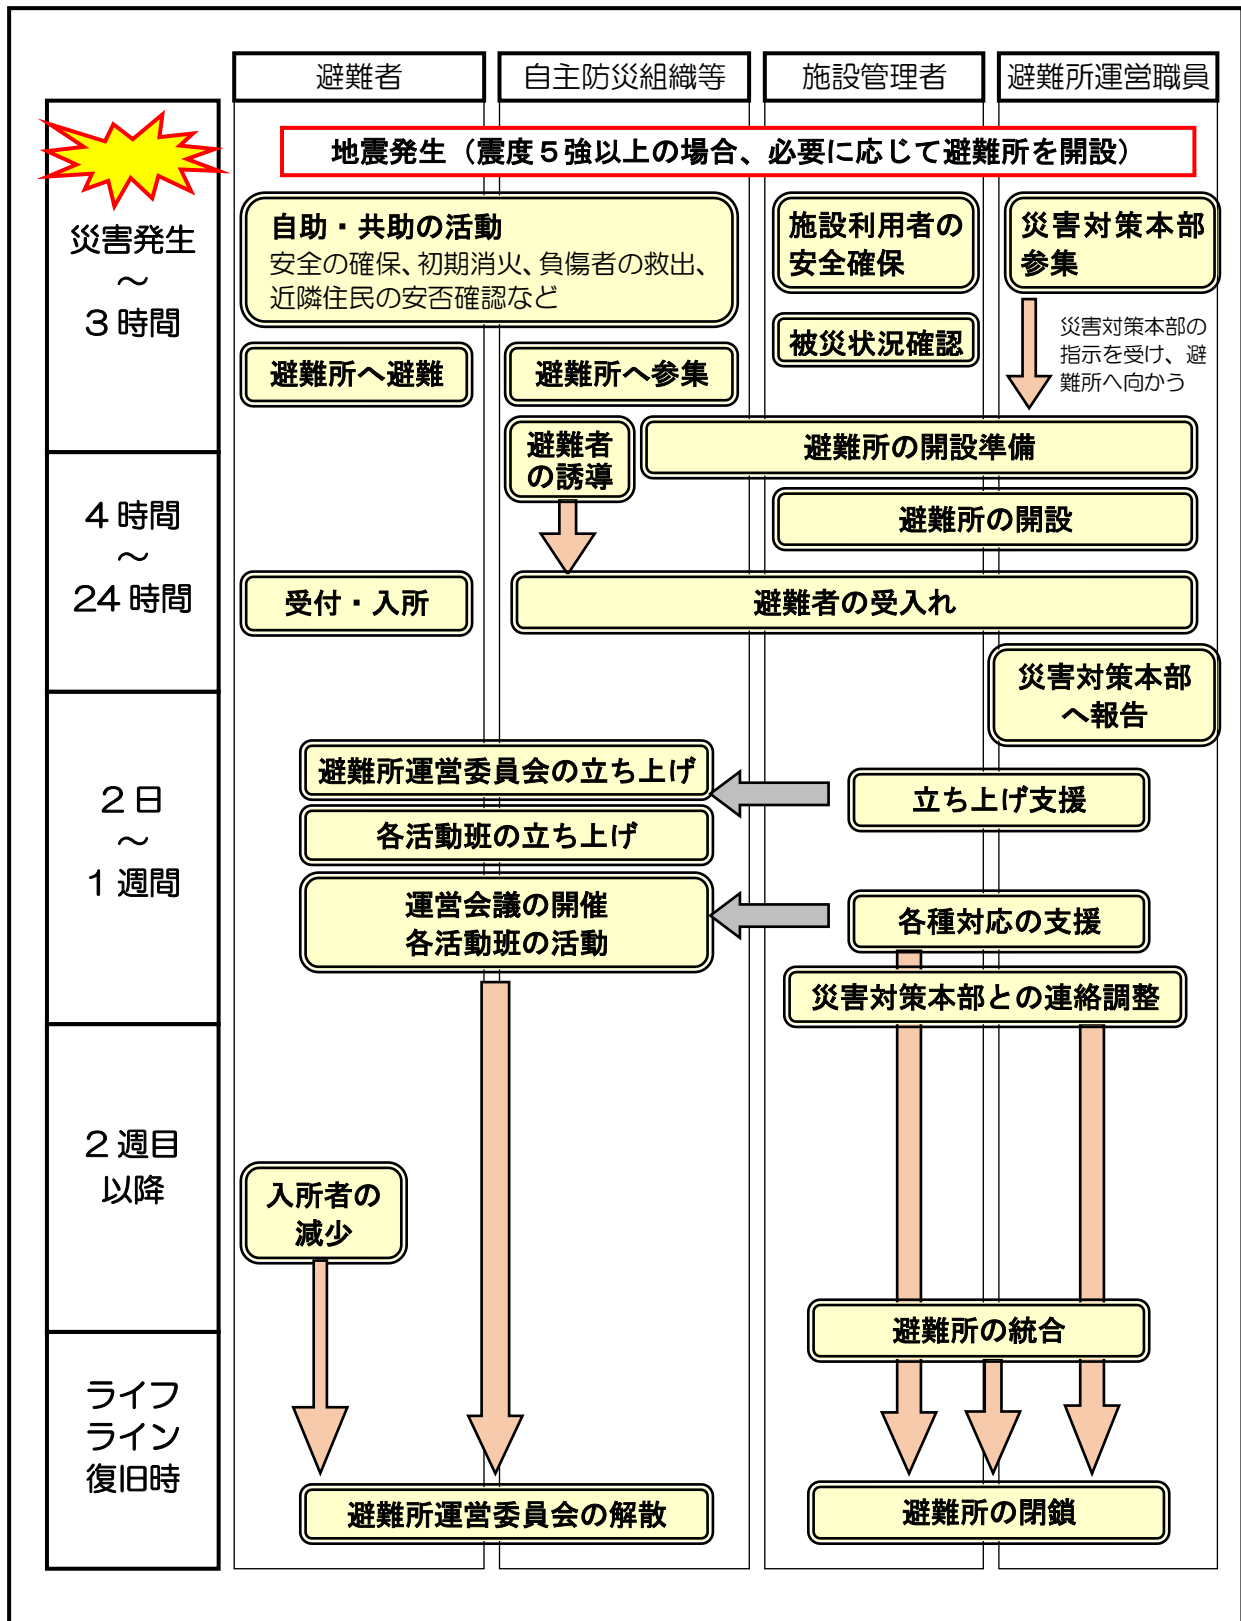 避難者
自主防災組織等
施設管理者
避難所運営職員
地震発生（震度５強以上の場合、必要に応じて避難所を開設）
災害発生
～
３時間
自助・共助の活動
安全の確保、初期消火、負傷者の救出、
近隣住民の安否確認など
施設利用者の
安全確保
災害対策本部
参集
被災状況確認
災害対策本部の
指示を受け、避
難所へ向かう
避難所へ避難
避難所へ参集
避難者
の誘導
避難所の開設準備
４時間
～
24時間
避難所の開設
受付・入所
避難者の受入れ
災害対策本部
へ報告
２日
～
１週間
避難所運営委員会の立ち上げ
立ち上げ支援
各活動班の立ち上げ
運営会議の開催
各活動班の活動
各種対応の支援
災害対策本部との連絡調整
２週目
以降
入所者の
減少
避難所の統合
ライフ
ライン
復旧時
避難所運営委員会の解散
避難所の閉鎖